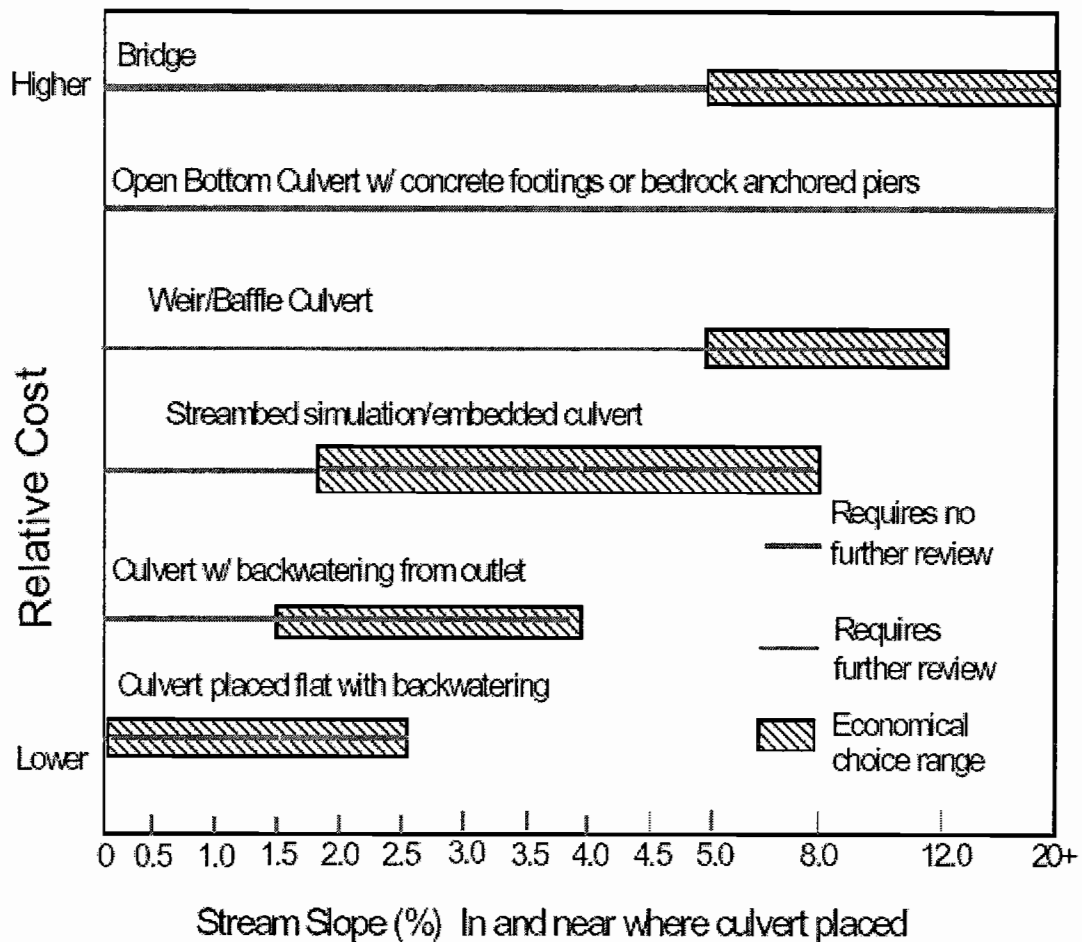 Bridge
Higher
Open Bottom Culvert w/ concrete footings or bedrock anchored piers
Weir/Baffle Culvert
Streambed simulation/embedded culvert
Relative Cost
Requires no
further review
Culvert w/ backwatering from outlet
Requires
further review
Culvert placed flat with backwatering
Economical
choice range
Lower
0 0.5 1.0 1.5 2.0 2.5 3.0 3.5 4.0 4.5 5.0 8.0 12.0 20+
Stream Slope (%) In and near where culvert placed